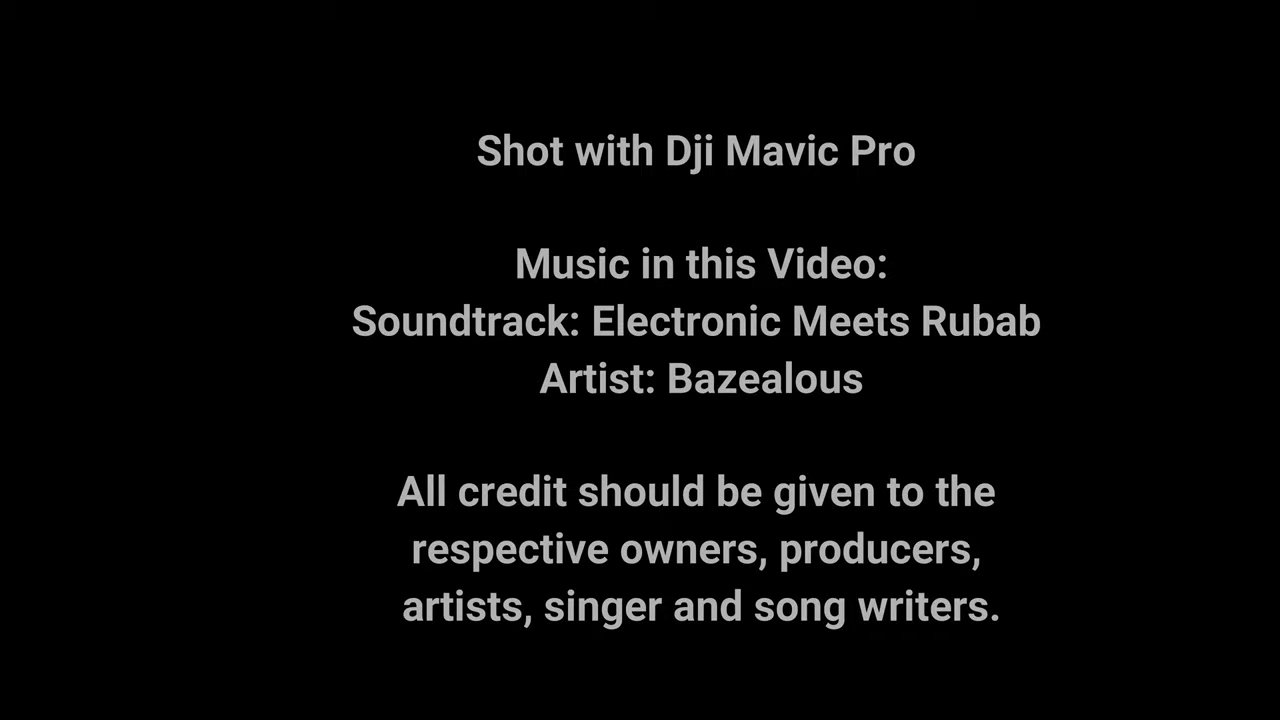 Shot with Dji Mavic Pro
Music in this Video:
Soundtrack: Electronic Meets Rubab
Artist: Bazealous
All credit should be given to the
respective owners, producers,
artists, singer and song writers.